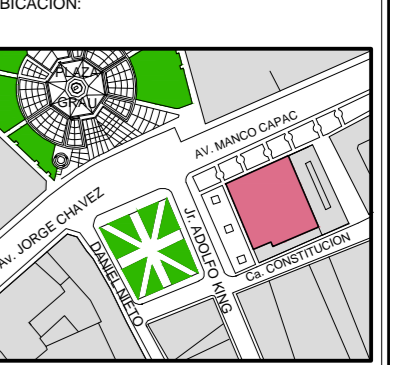 BICACION:
PLAZA
GRAU
AV. MANCO CAPAC
Av. JORGE CHAVEZ
Jr. ADOLFO KING
DANIEL NIETO
Ca. CONSTITUCION